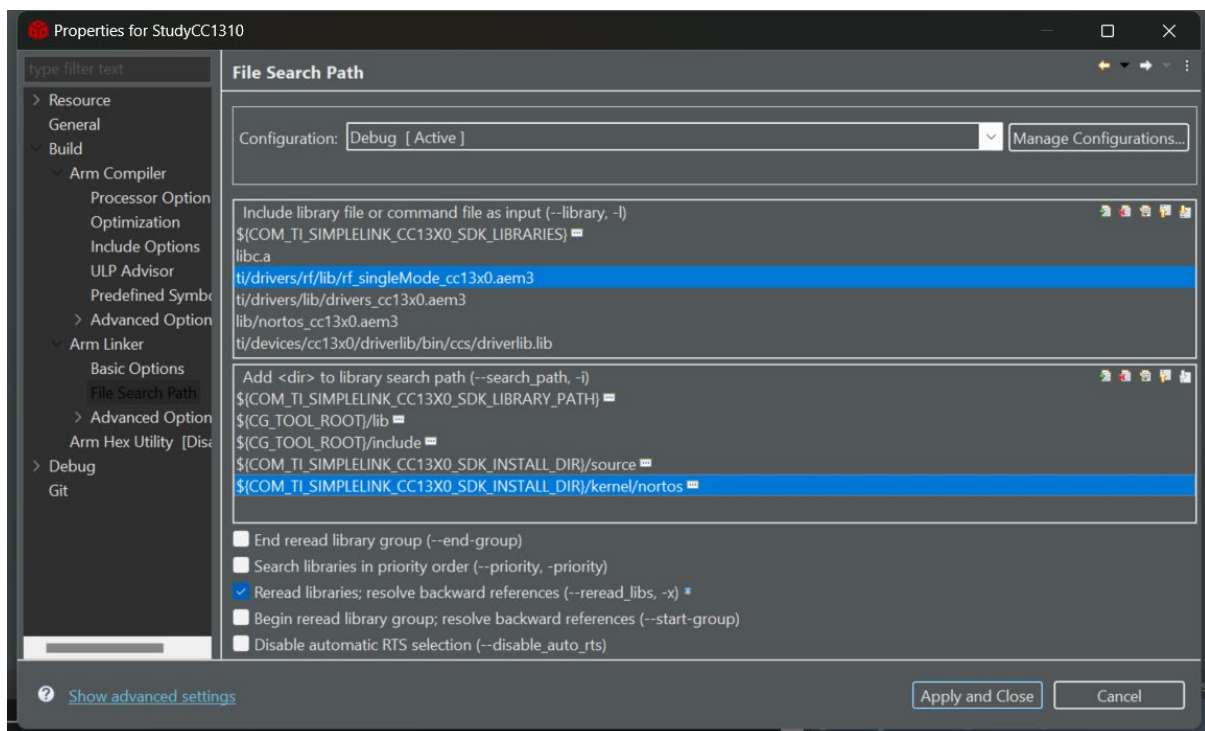 Properties for StudyCC1310
type filter text
Resource
General
Build
Arm Compiler
Processor Option
Optimization
Include Options
ULP Advisor
Predefined Symbo
Advanced Option
Arm Linker
Basic Options
File Search Path
Advanced Option
Arm Hex Utility [Disa
Debug
Git
File Search Path
Configuration: Debug [ Active ]
Manage Configurations...
Include library file or command file as input (--library, -l)
${COM_TI_SIMPLELINK_CC13X0_SDK_LIBRARIES}
libc.a
ti/drivers/rf/lib/rf_singleMode_cc13x0.aem3
ti/drivers/lib/drivers_cc13x0.aem3
lib/nortos_cc13x0.aem3
ti/devices/cc13x0/driverlib/bin/ccs/driverlib.lib
Add <dir> to library search path (--search_path, -i)
${COM_TI_SIMPLELINK_CC13X0_SDK_LIBRARY_PATH}
${CG_TOOL_ROOT}/lib
${CG_TOOL_ROOT}/include
${COM_TI_SIMPLELINK_CC13X0_SDK_INSTALL_DIR}/source
${COM_TI_SIMPLELINK_CC13X0_SDK_INSTALL_DIR}/kernel/nortos
End reread library group (--end-group)
Search libraries in priority order (--priority, -priority)
Reread libraries; resolve backward references (--reread_libs, -x)
Begin reread library group; resolve backward references (--start-group)
Disable automatic RTS selection (--disable_auto_rts)
Show advanced settings
Apply and Close
Cancel